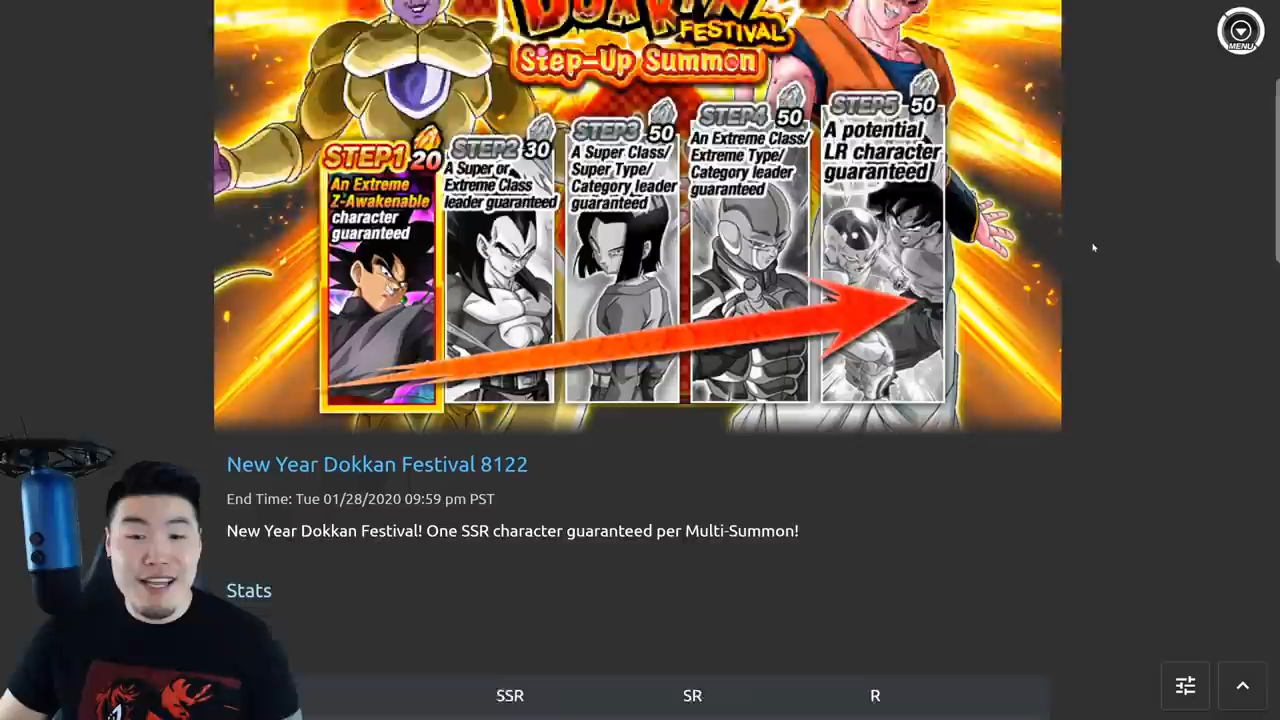 DOKKAN
FESTIVAL
Step-Up Summon
MENU
STEP1 20
An Extreme
Z-Awakenable
character
guaranteed
STEP2 30
A Super or
Extreme Class
leader guaranteed
STEP3 50
A Super Class/
Super Type/
Category leader
guaranteed
STEP4 50
An Extreme Class/
Extreme Type/
Category leader
guaranteed
STEP5 50
A potential
LR character
guaranteed
New Year Dokkan Festival 8122
End Time: Tue 01/28/2020 09:59 pm PST
New Year Dokkan Festival! One SSR character guaranteed per Multi-Summon!
Stats
SSR SR R